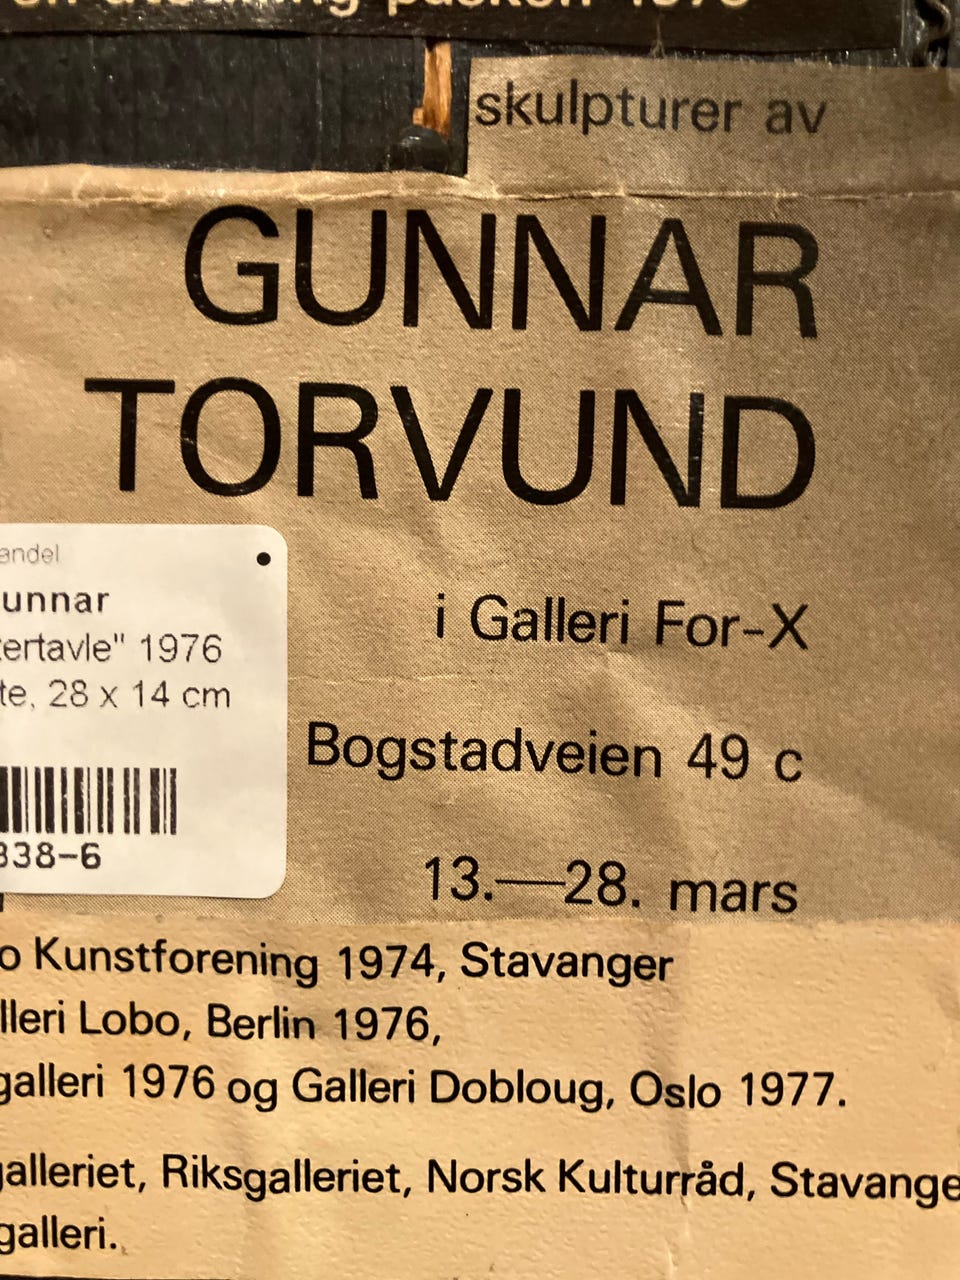 påsken 1978
skulpturer av
GUNNAR
TORVUND
i Galleri For-X
Bogstadveien 49 c
13.—28. mars
andel
unnar
tertavle" 1976
te, 28 x 14 cm
338-6
o Kunstforening 1974, Stavanger
lleri Lobo, Berlin 1976,
galleri 1976 og Galleri Dobloug, Oslo 1977.
galleriet, Riksgalleriet, Norsk Kulturråd, Stavange
galleri.